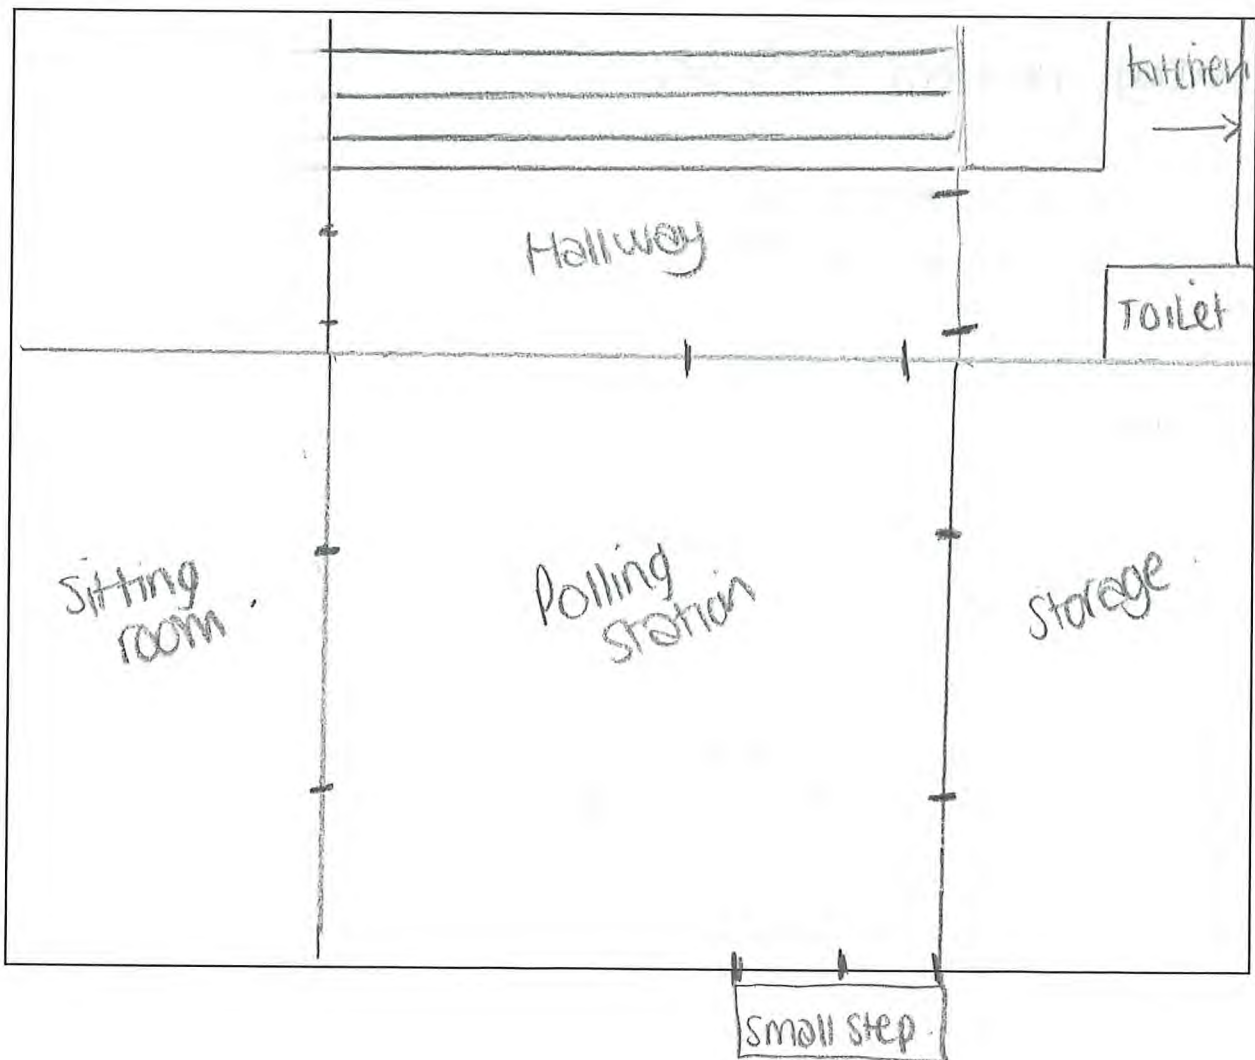 kitchen
Hallway
Toilet
Sitting
room.
Polling
station
Storage.
small step.